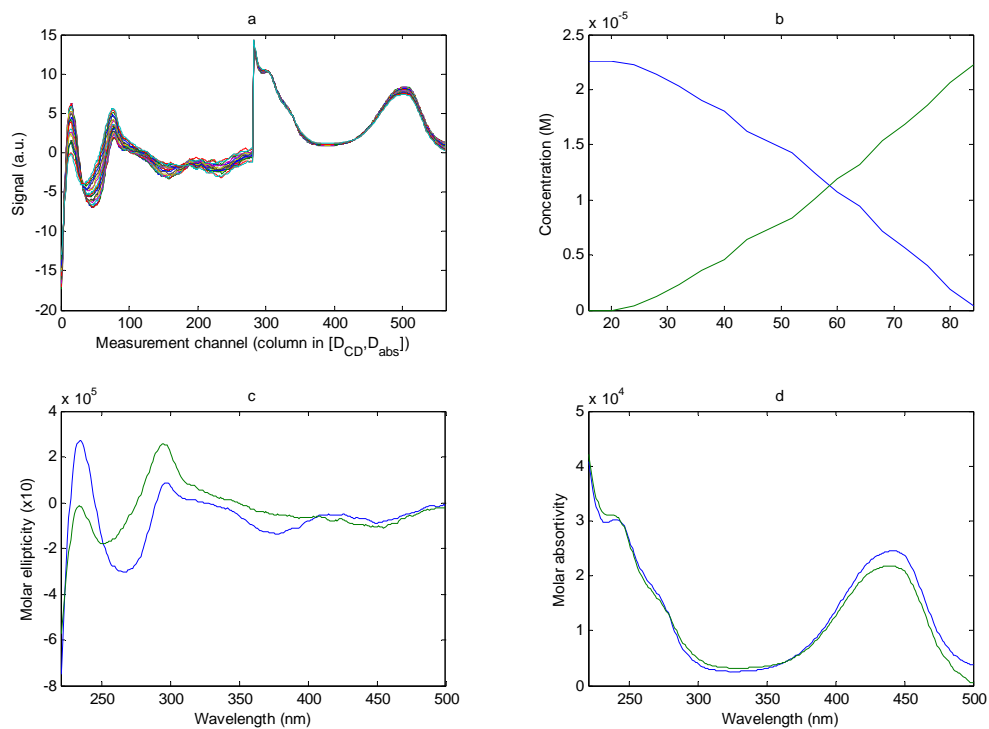 a
15
10
5
0
-5
-10
-15
-20
0 100 200 300 400 500
Signal (a.u.)
Measurement channel (column in [D_CD,D_abs])
b
x 10^-5
2.5
2
1.5
1
0.5
0
20 30 40 50 60 70 80
Concentration (M)
c
x 10^5
4
2
0
-2
-4
-6
-8
250 300 350 400 450 500
Molar ellipticity (x10)
Wavelength (nm)
d
x 10^4
5
4
3
2
1
0
250 300 350 400 450 500
Molar absortivity
Wavelength (nm)